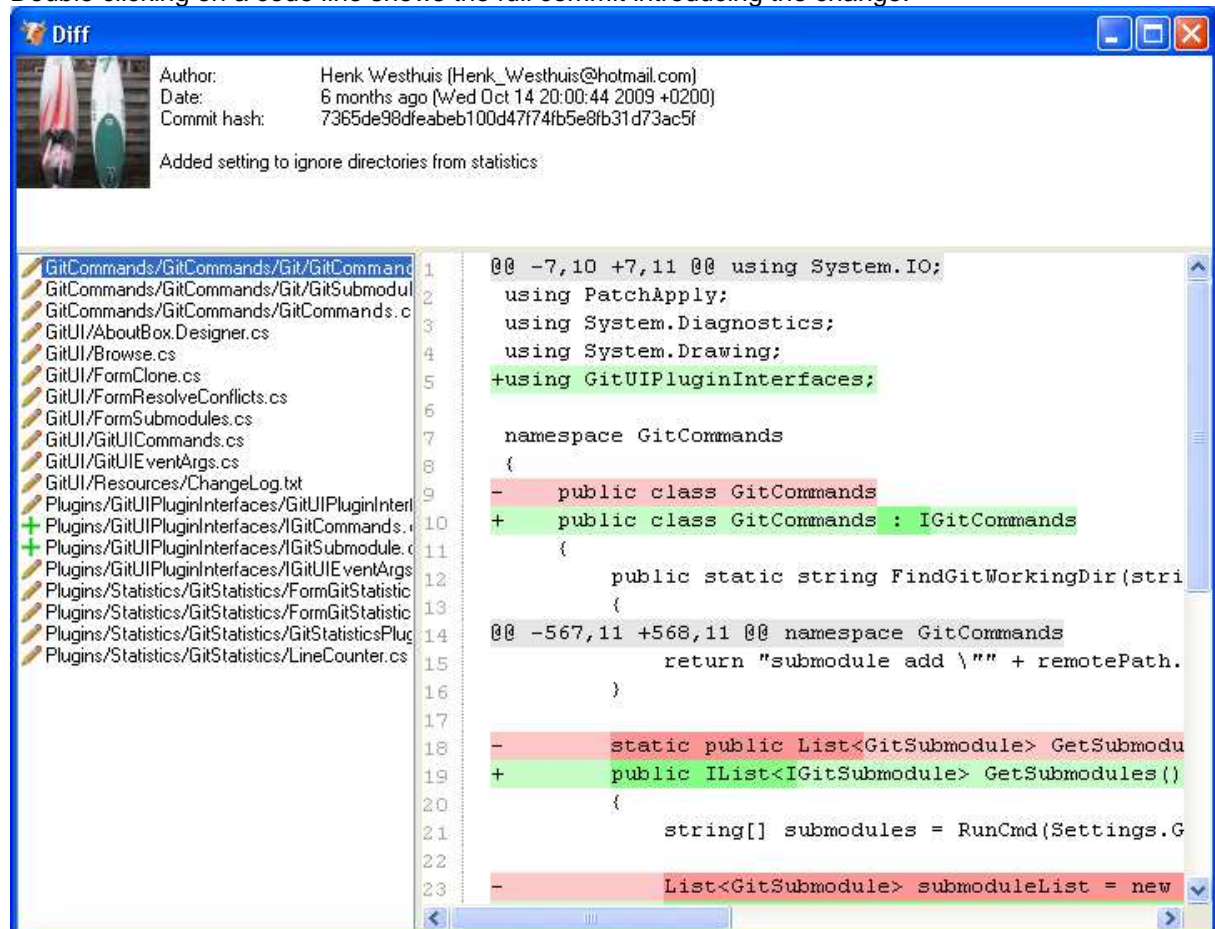 Double clicking on a code line shows the full commit introducing the change.
Diff
Author: Henk Westhuis (Henk_Westhuis@hotmail.com)
Date: 6 months ago (Wed Oct 14 20:00:44 2009 +0200)
Commit hash: 7365de98dfeabeb100d47f74fb5e8fb31d73ac5f
Added setting to ignore directories from statistics
GitCommands/GitCommands/Git/GitCommand
GitCommands/GitCommands/Git/GitSubmodul
GitCommands/GitCommands/GitCommands.c
GitUI/AboutBox.Designer.cs
GitUI/Browse.cs
GitUI/FormClone.cs
GitUI/FormResolveConflicts.cs
GitUI/FormSubmodules.cs
GitUI/GitUICommands.cs
GitUI/GitUIEventArgs.cs
GitUI/Resources/ChangeLog.txt
Plugins/GitUIPluginInterfaces/GitUIPluginInterf
Plugins/GitUIPluginInterfaces/IGitCommands.
Plugins/GitUIPluginInterfaces/IGitSubmodule.c
Plugins/GitUIPluginInterfaces/IGitUIEventArgs
Plugins/Statistics/GitStatistics/FormGitStatistic
Plugins/Statistics/GitStatistics/FormGitStatistic
Plugins/Statistics/GitStatistics/GitStatisticsPlug
Plugins/Statistics/GitStatistics/LineCounter.cs
1 @@ -7,10 +7,11 @@ using System.IO;
2 using PatchApply;
3 using System.Diagnostics;
4 using System.Drawing;
5 +using GitUIPluginInterfaces;
6
7 namespace GitCommands
8 {
9 - public class GitCommands
10 + public class GitCommands : IGitCommands
11 {
12 public static string FindGitWorkingDir(stri
13 {
14 @@ -567,11 +568,11 @@ namespace GitCommands
15 return "submodule add \"" + remotePath.
16 }
17
18 - static public List<GitSubmodule> GetSubmodu
19 + public IList<IGitSubmodule> GetSubmodules()
20 {
21 string[] submodules = RunCmd(Settings.G
22
23 - List<GitSubmodule> submoduleList = new